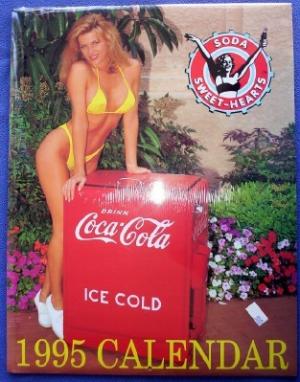 SODA
SWEET-HEARTS
DRINK
Coca-Cola
ICE COLD
1995 CALENDAR